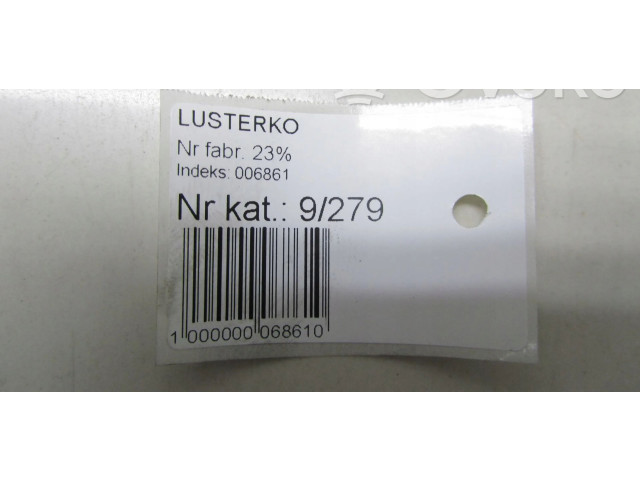 LUSTERKO
Nr fabr. 23%
Indeks: 006861
Nr kat.: 9/279
1 000000 068610